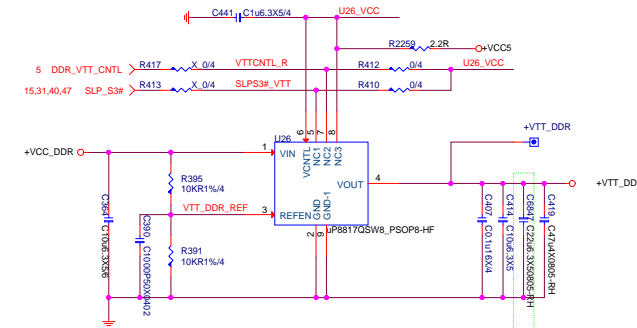 C441 C1u6.3X5/4 U26_VCC
R2259 2.2R +VCC5
5 DDR_VTT_CNTL R417 X_0/4 VTTCNTL_R R412 0/4 U26_VCC
15,31,40,47 SLP_S3# R413 X_0/4 SLPS3#_VTT R410 0/4
6 5 7 8
U26
+VCC_DDR 1 VIN
VCNTL NC1 NC2 NC3
+VTT_DDR
VOUT 4 +VTT_DD
R395
10KR1%/4
VTT_DDR_REF 3 REFEN
GND GND-1
2 9
uP8817QSW8_PSOP8-HF
R391
10KR1%/4
C364
C10u6.3X5/6
C390
C1000P50X0402
C407
C0.1u16X/4
C414
C10u6.3X5
C6847
C22u6.3X50805-RH
C419
C47u4X0805-RH